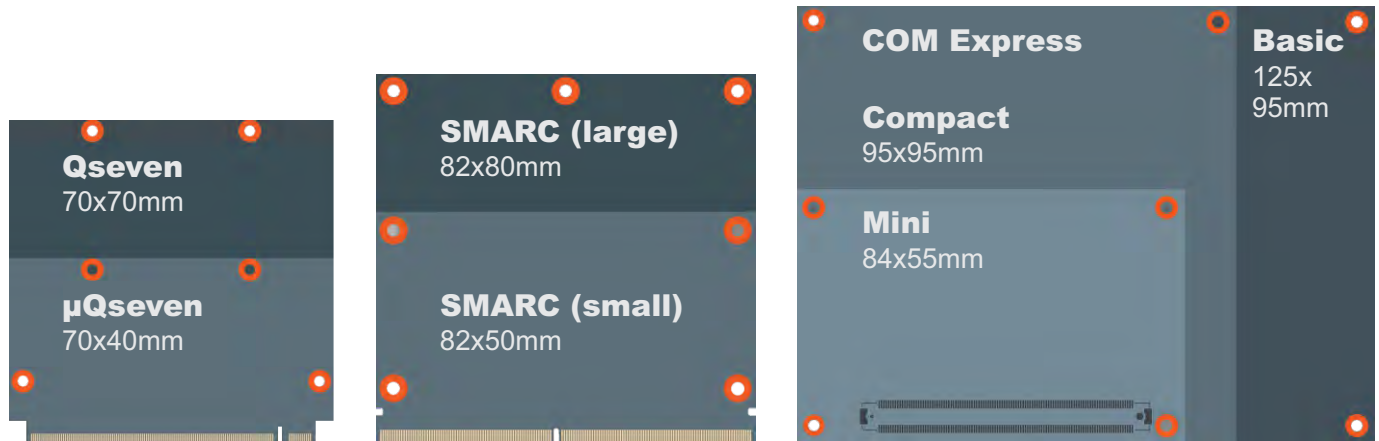 Qseven
70x70mm
µQseven
70x40mm
SMARC (large)
82x80mm
SMARC (small)
82x50mm
COM Express
Compact
95x95mm
Mini
84x55mm
Basic
125x
95mm